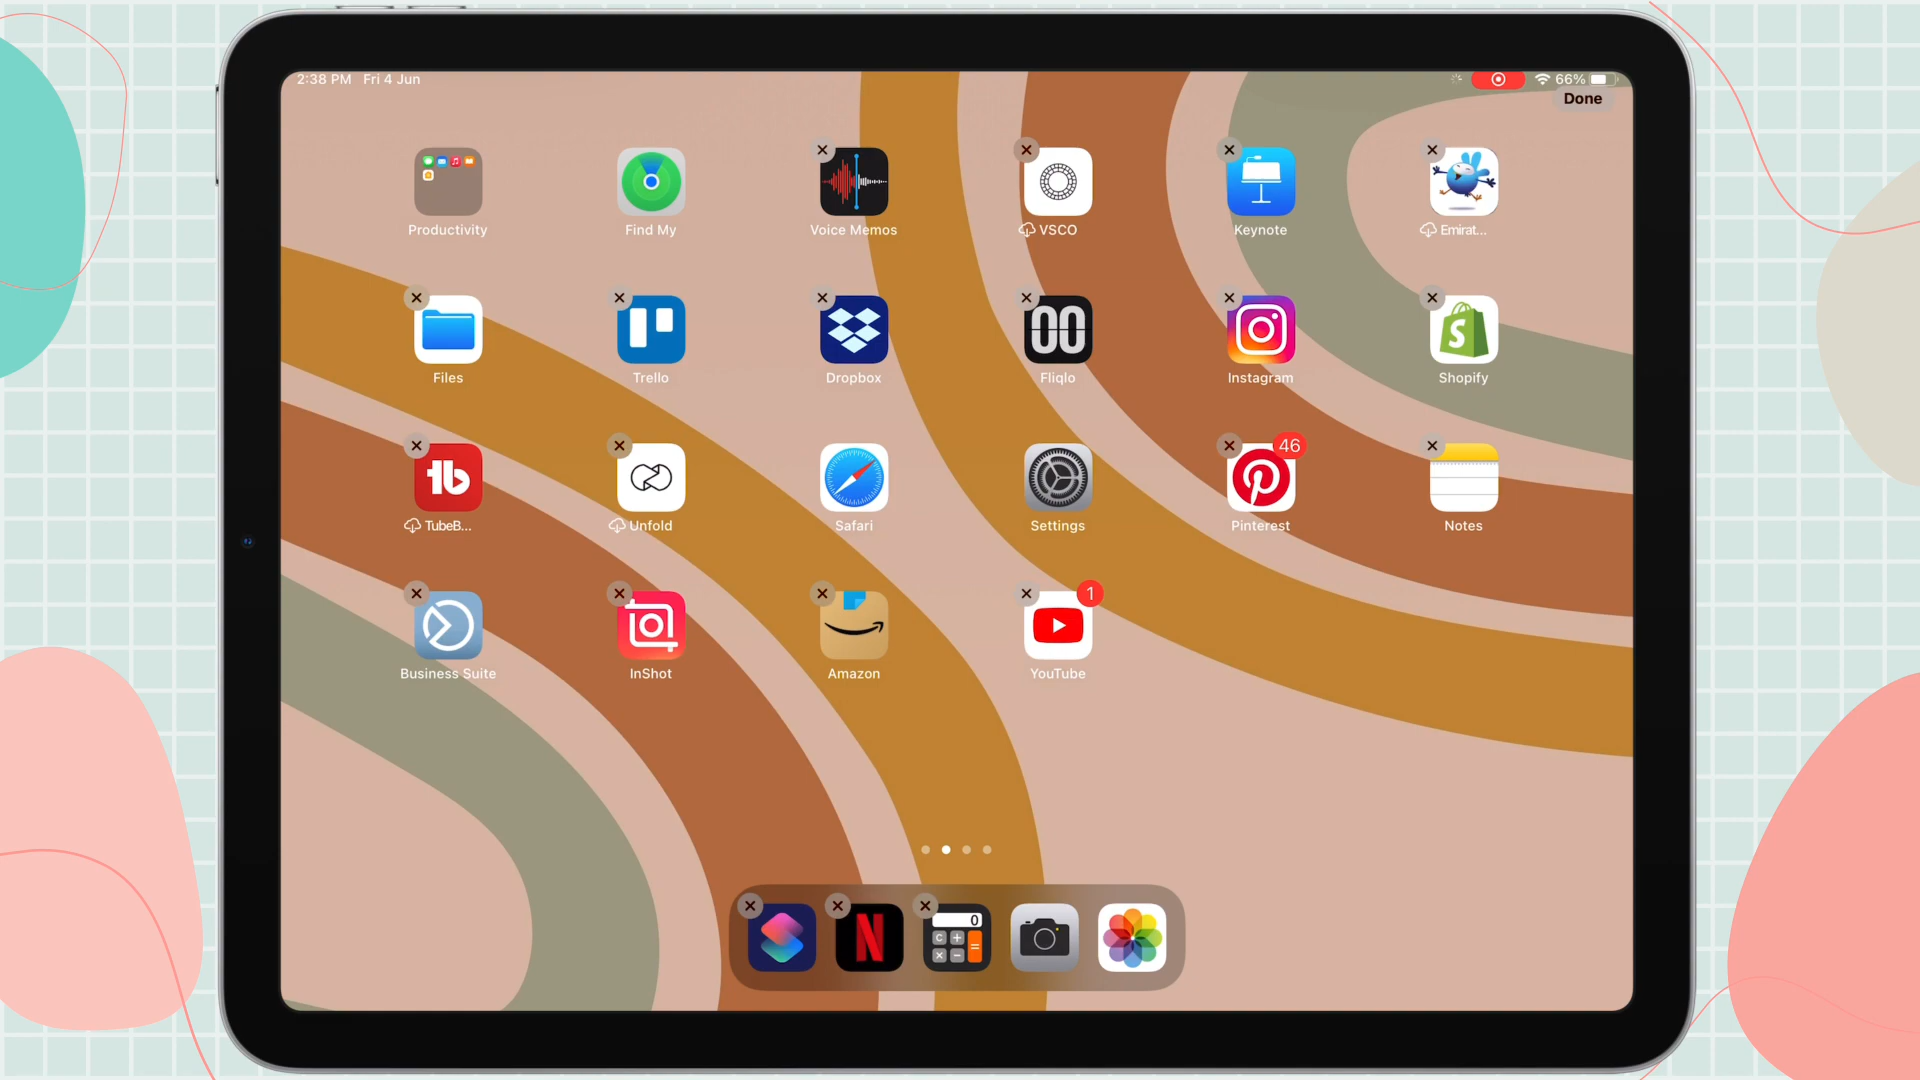 2:38 PM Fri 4 Jun
66%
Done
Productivity
Find My
Voice Memos
VSCO
Keynote
Emirat...
00
S
Files
Trello
Dropbox
Fliqlo
Instagram
Shopify
46
tb
TubeB...
Unfold
Safari
Settings
Pinterest
Notes
1
Business Suite
InShot
Amazon
YouTube
N
0
C + = × −